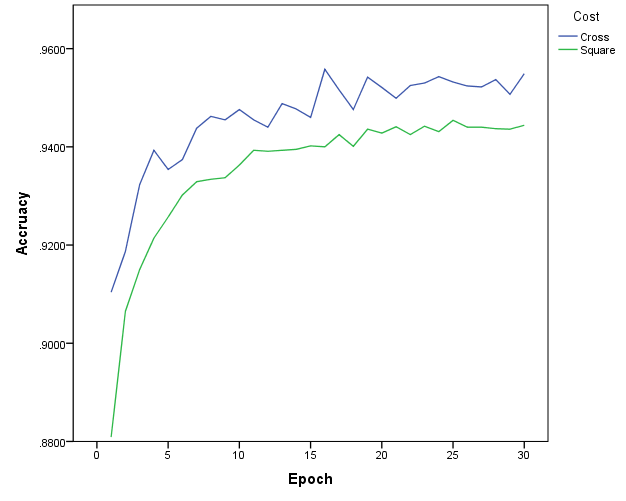 Cost
Cross
Square
.9600
.9400
.9200
.9000
.8800
Accruacy
0 5 10 15 20 25 30
Epoch